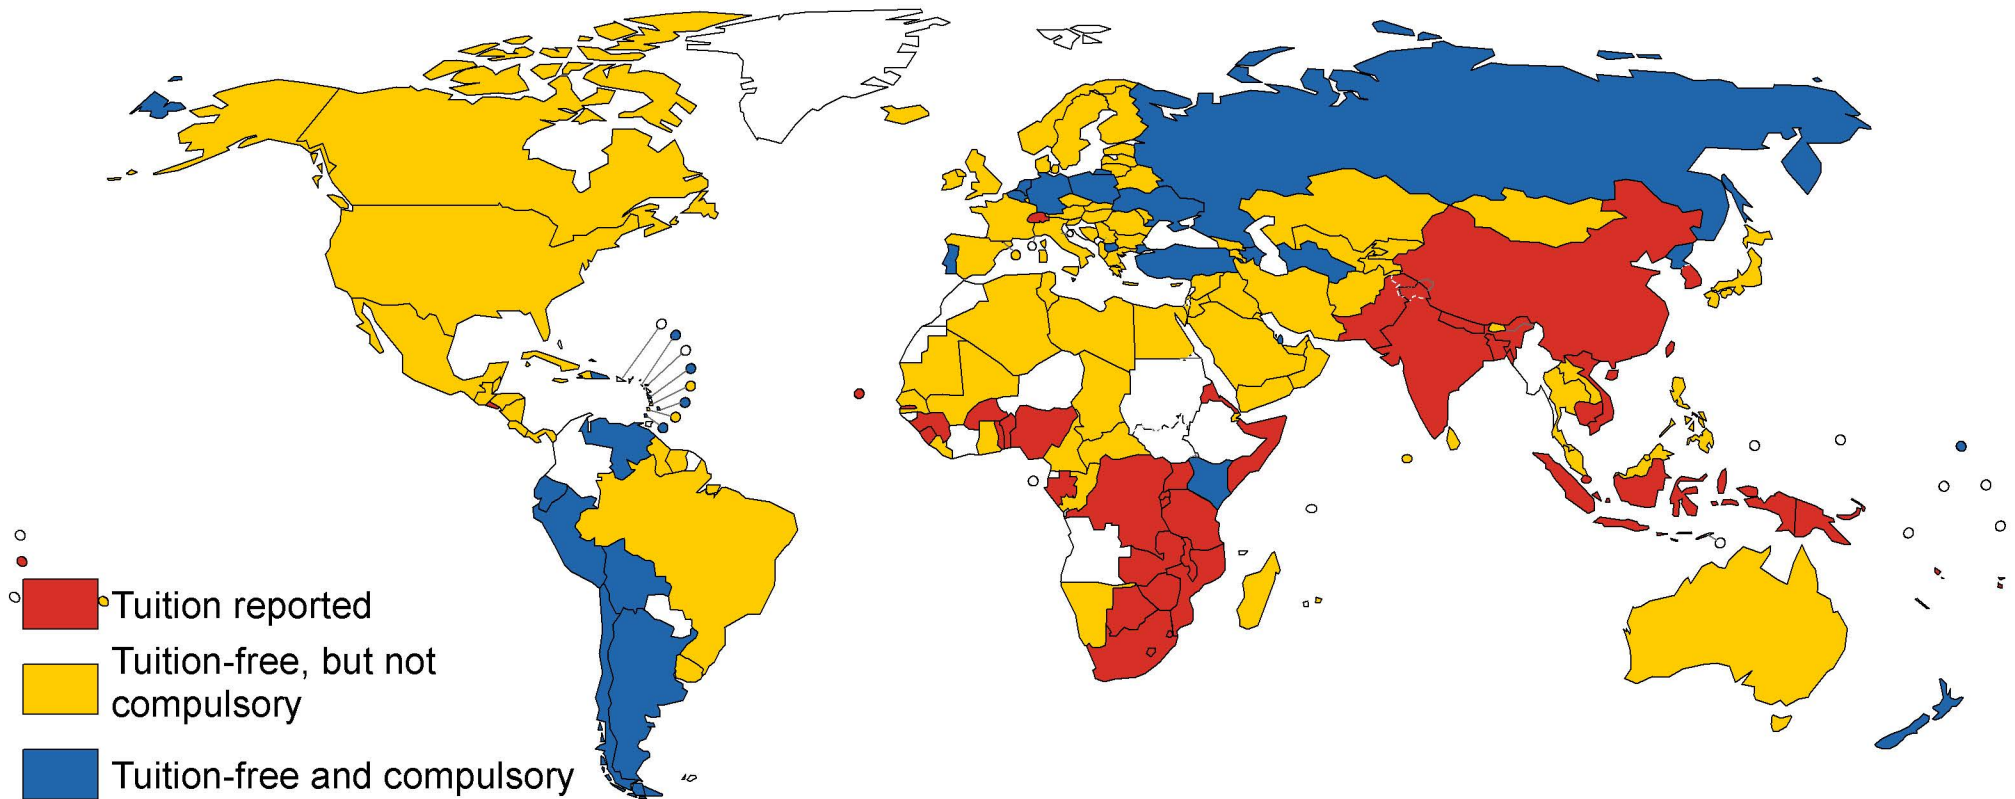 Tuition reported
Tuition-free, but not
compulsory
Tuition-free and compulsory